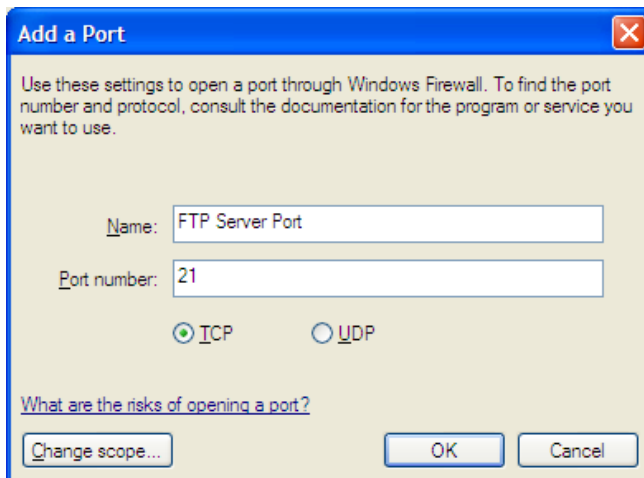 Add a Port
Use these settings to open a port through Windows Firewall. To find the port
number and protocol, consult the documentation for the program or service you
want to use.
Name: FTP Server Port
Port number: 21
TCP UDP
What are the risks of opening a port?
Change scope... OK Cancel